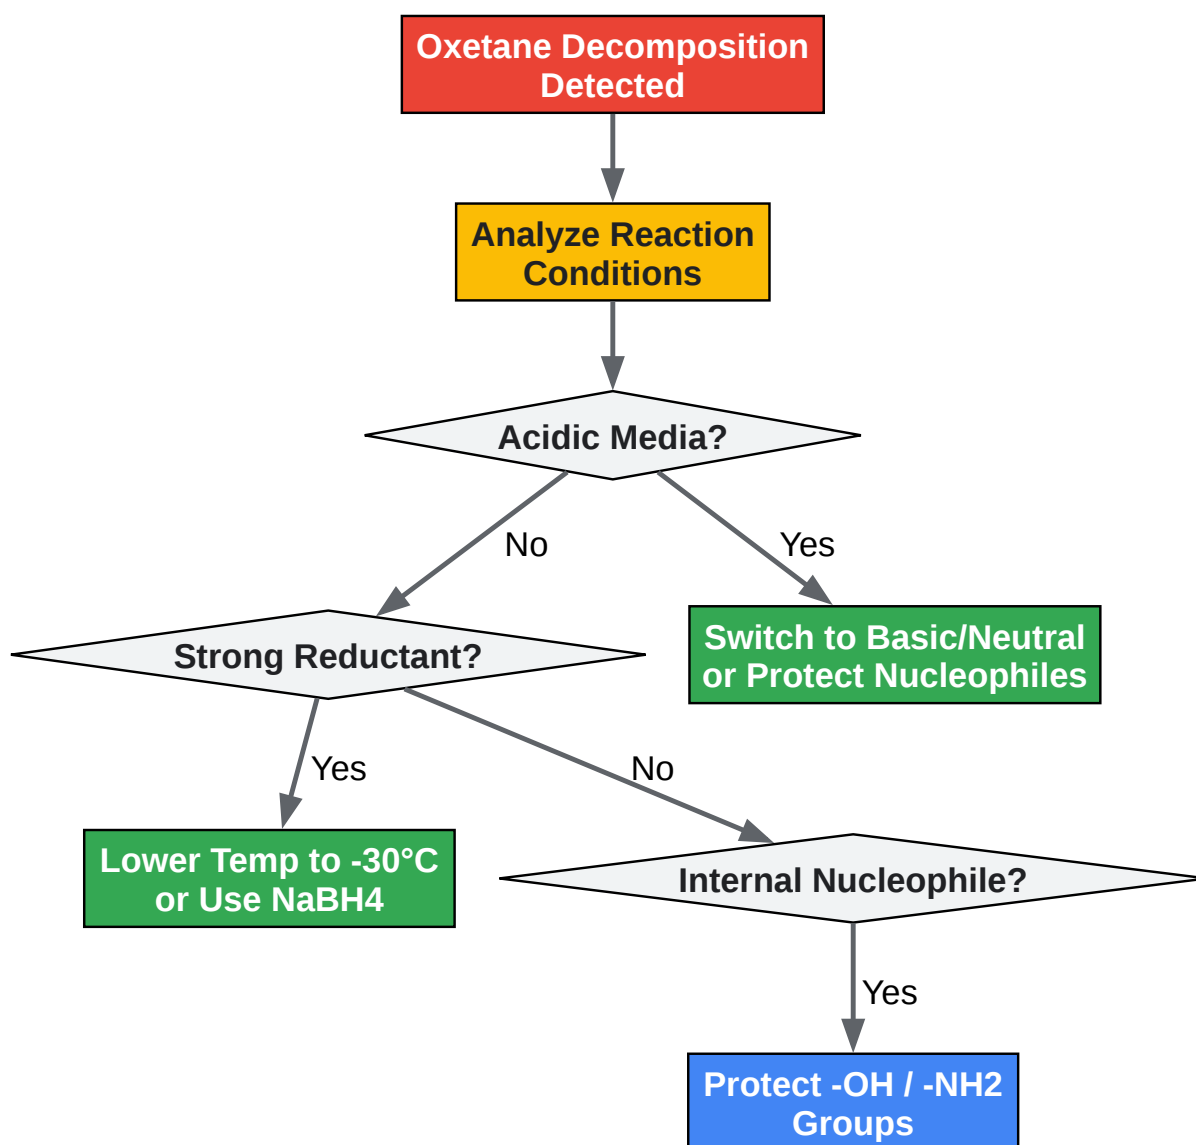 Oxetane Decomposition
Detected
Analyze Reaction
Conditions
Acidic Media?
No
Yes
Strong Reductant?
Switch to Basic/Neutral
or Protect Nucleophiles
Yes
No
Lower Temp to -30°C
or Use NaBH4
Internal Nucleophile?
Yes
Protect -OH / -NH2
Groups